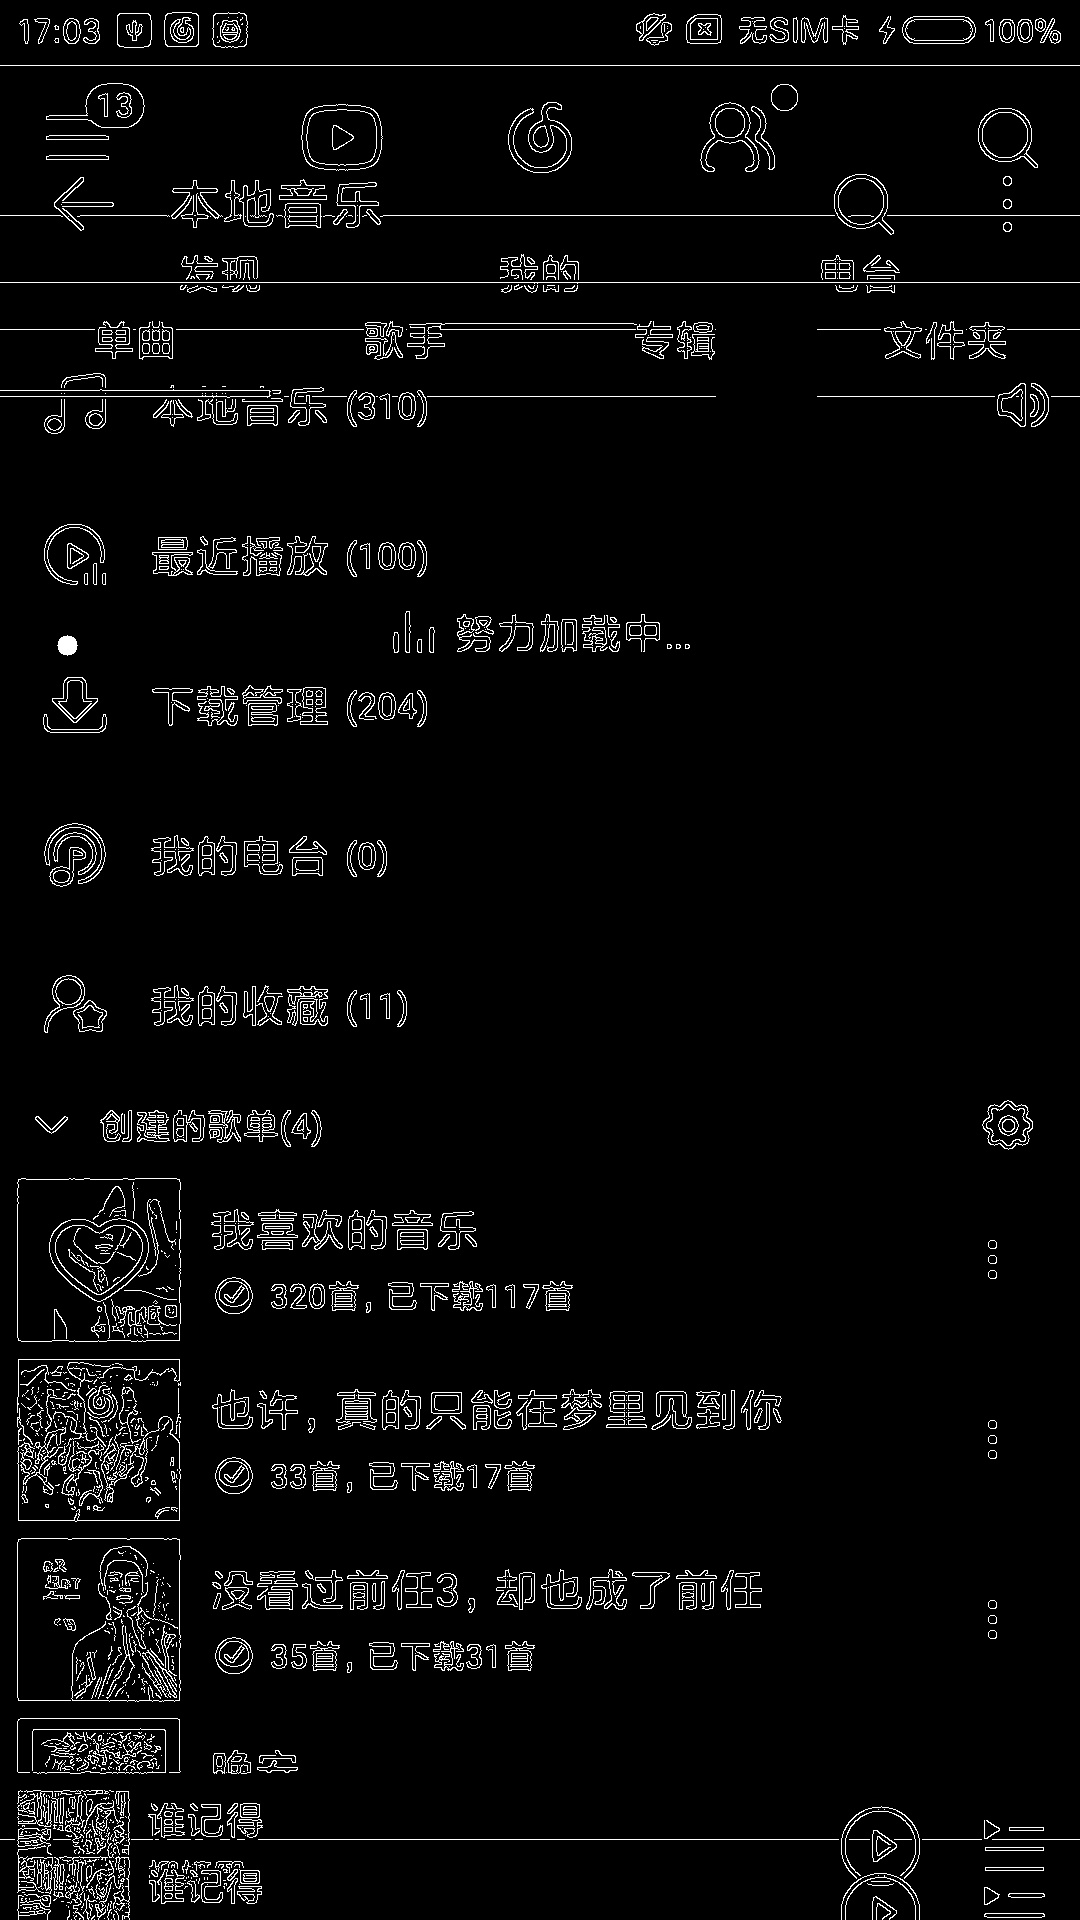 17:03 无SIM卡 100%
13
本地音乐
发现 我的 电台
单曲 歌手 专辑 文件夹
本地音乐 (310)
最近播放 (100)
努力加载中...
下载管理 (204)
我的电台 (0)
我的收藏 (11)
创建的歌单(4)
我喜欢的音乐
320首, 已下载117首
也许, 真的只能在梦里见到你
33首, 已下载17首
没看过前任3, 却也成了前任
35首, 已下载31首
晚安
谁记得
谁记得